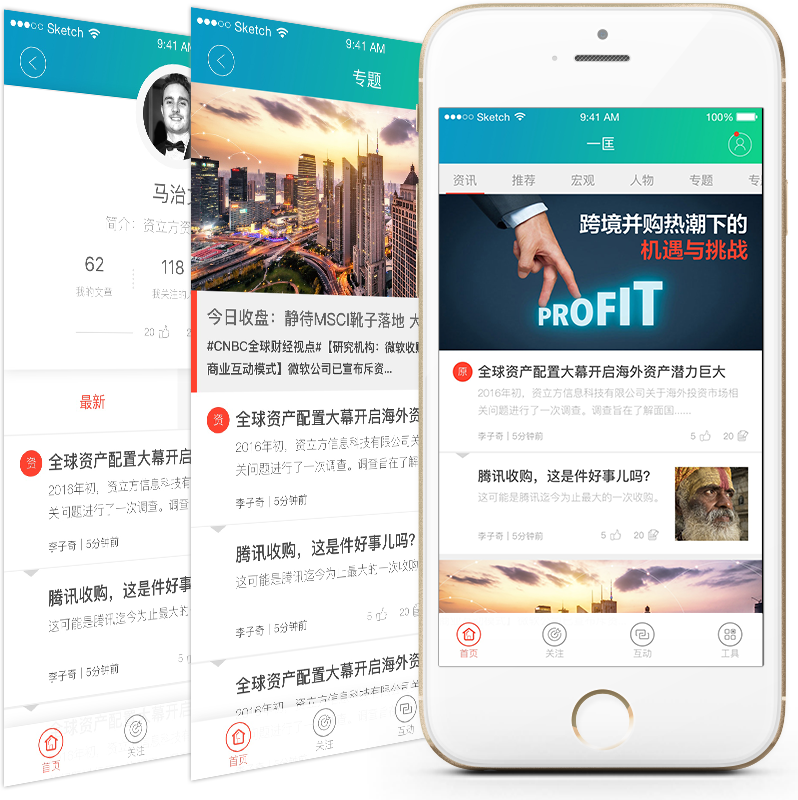 Sketch
9:41 AM
马治
简介：资立方资
62
118
我的文章
我关注的
20
最新
资
全球资产配置大幕开启
2016年初，资立方信息科技有
关问题进行了一次调查。调查
李子奇 | 5分钟前
腾讯收购，这是件好事
这可能是腾讯迄今为止最大的
李子奇 | 5分钟前
5
全球资产配置大幕开启
首页
关注
Sketch
9:41 AM
专题
今日收盘：静待MSCI靴子落地 大
#CNBC全球财经视点#【研究机构：微软收购
商业互动模式】微软公司已宣布斥资...
资
全球资产配置大幕开启海外资
2016年初，资立方信息科技有限公司关
关问题进行了一次调查。调查旨在了解
李子奇 | 5分钟前
腾讯收购，这是件好事儿吗？
这可能是腾讯迄今为止最大的一次收购
李子奇 | 5分钟前
5
20
全球资产配置大幕开启海外资
2016年初，资立方信息科技有限公司关
首页
关注
互动
Sketch
9:41 AM
100%
一匡
资讯
推荐
宏观
人物
专题
专
跨境并购热潮下的
机遇与挑战
PROFIT
原
全球资产配置大幕开启海外资产潜力巨大
2016年初，资立方信息科技有限公司关于海外投资市场相
关问题进行了一次调查。调查旨在了解面国......
李子奇 | 5分钟前
5
20
腾讯收购，这是件好事儿吗？
这可能是腾讯迄今为止最大的一次收购。
李子奇 | 5分钟前
5
20
首页
关注
互动
工具